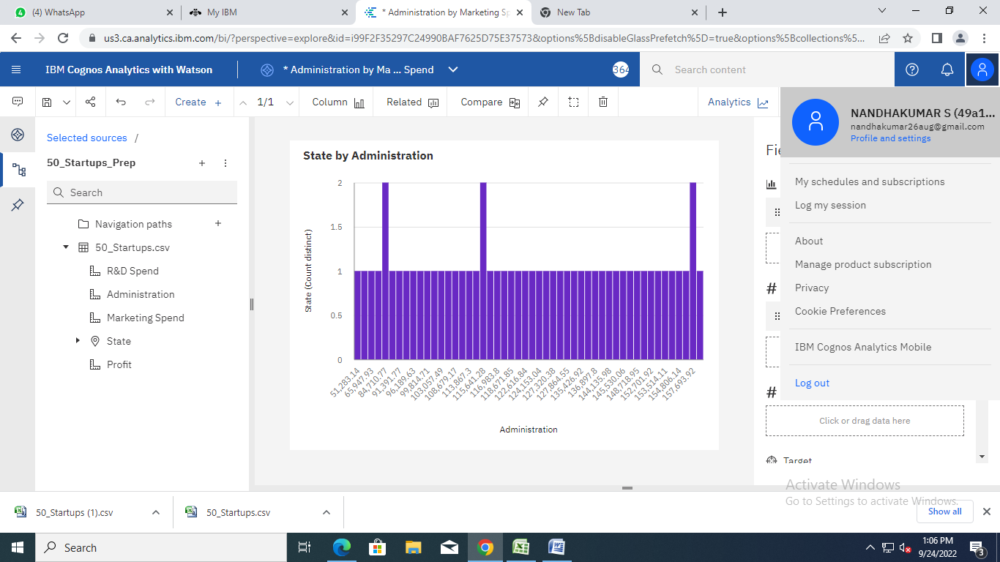 (4) WhatsApp
My IBM
* Administration by Marketing Sp
New Tab
us3.ca.analytics.ibm.com/bi/?perspective=explore&id=i99F2F35297C24990BAF7625D75E37573&options%5BdisableGlassPrefetch%5D=true&options%5Bcollections%5...
IBM Cognos Analytics with Watson
* Administration by Ma ... Spend
364
Search content
Create +
1/1
Column
Related
Compare
Analytics
NANDHAKUMAR S (49a1...
nandhakumar26aug@gmail.com
Profile and settings
My schedules and subscriptions
Log my session
About
Manage product subscription
Privacy
Cookie Preferences
IBM Cognos Analytics Mobile
Log out
Selected sources /
50_Startups_Prep
Search
Navigation paths
50_Startups.csv
R&D Spend
Administration
Marketing Spend
State
Profit
State by Administration
State (Count distinct)
2
1.5
1
0.5
0
51,283.14
65,947.93
84,710.77
91,391.77
96,189.63
99,814.71
103,057.49
108,679.17
113,867.3
115,641.28
116,983.8
118,671.85
122,616.84
124,153.04
127,320.38
127,864.55
135,426.92
136,897.8
144,135.98
145,530.06
148,718.95
152,701.92
153,514.11
154,806.14
157,693.92
Administration
Fie
#
#
Click or drag data here
Target
Activate Windows
Go to Settings to activate Windows.
50_Startups (1).csv
50_Startups.csv
Show all
Search
1:06 PM
9/24/2022
3